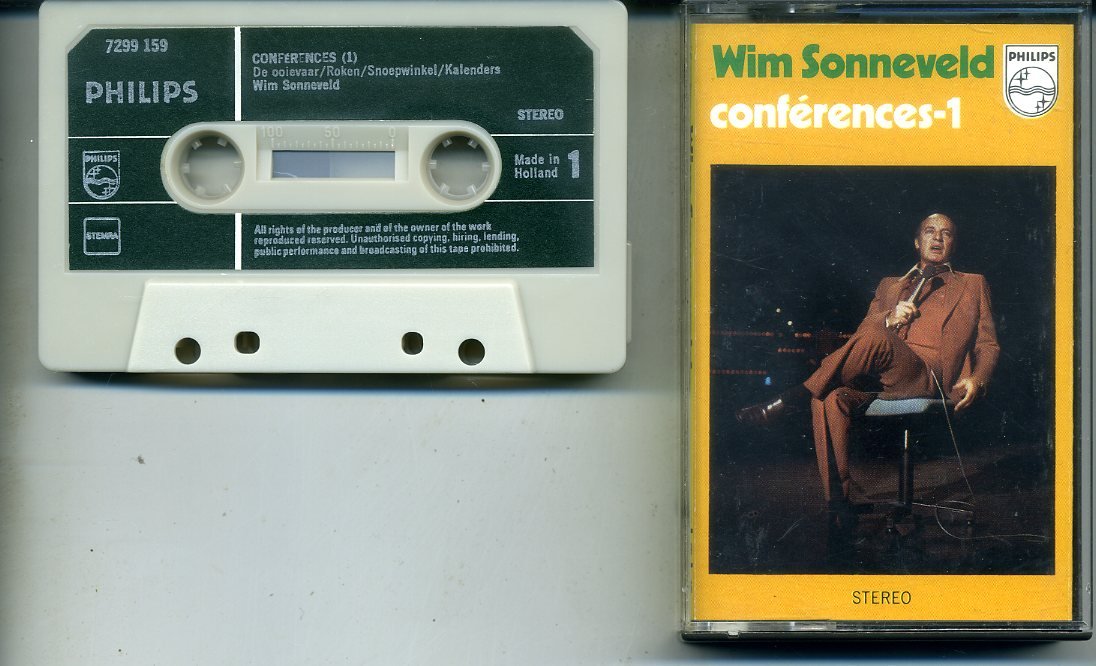 7299 159
PHILIPS
CONFERENCES (1)
De ooievaar/Roken/Snoepwinkel/Kalenders
Wim Sonneveld
STEREO
100 50 0
PHILIPS
Made in
Holland 1
STEMRA
All rights of the producer and of the owner of the work
reproduced reserved. Unauthorised copying, hiring, lending,
public performance and broadcasting of this tape prohibited.
Wim Sonneveld
conférences-1
PHILIPS
STEREO